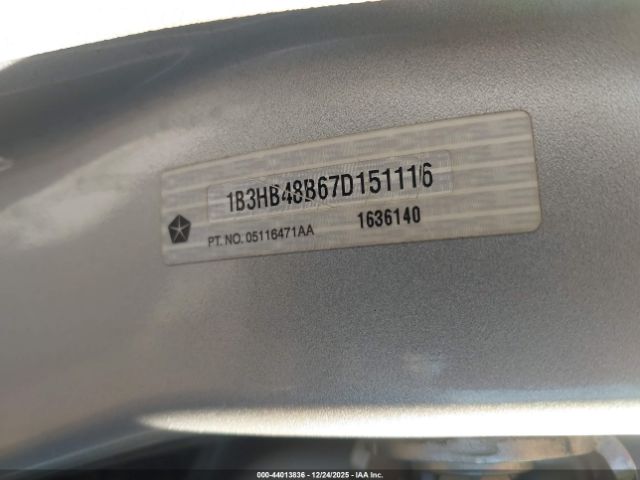 1B3HB48B67D151116
PT. NO. 05116471AA 1636140
000-44013836 - 12/24/2025 - IAA Inc.